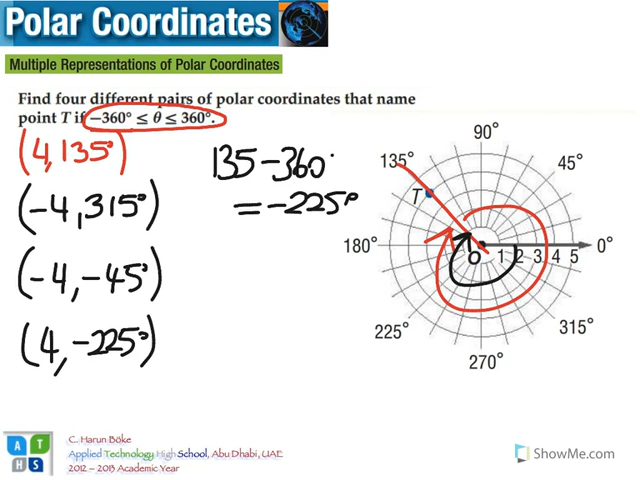 Polar Coordinates
Multiple Representations of Polar Coordinates
Find four different pairs of polar coordinates that name
point T if −360° ≤ θ ≤ 360°.
(4,135°)
(-4,315°)
(-4,-45°)
(4,-225°)
135-360°
=-225°
90°
135°
45°
T
180°
O
1 2 3 4 5
0°
225°
315°
270°
A T
H S
C. Harun Böke
Applied Technology High School, Abu Dhabi, UAE
2012 – 2013 Academic Year
ShowMe.com